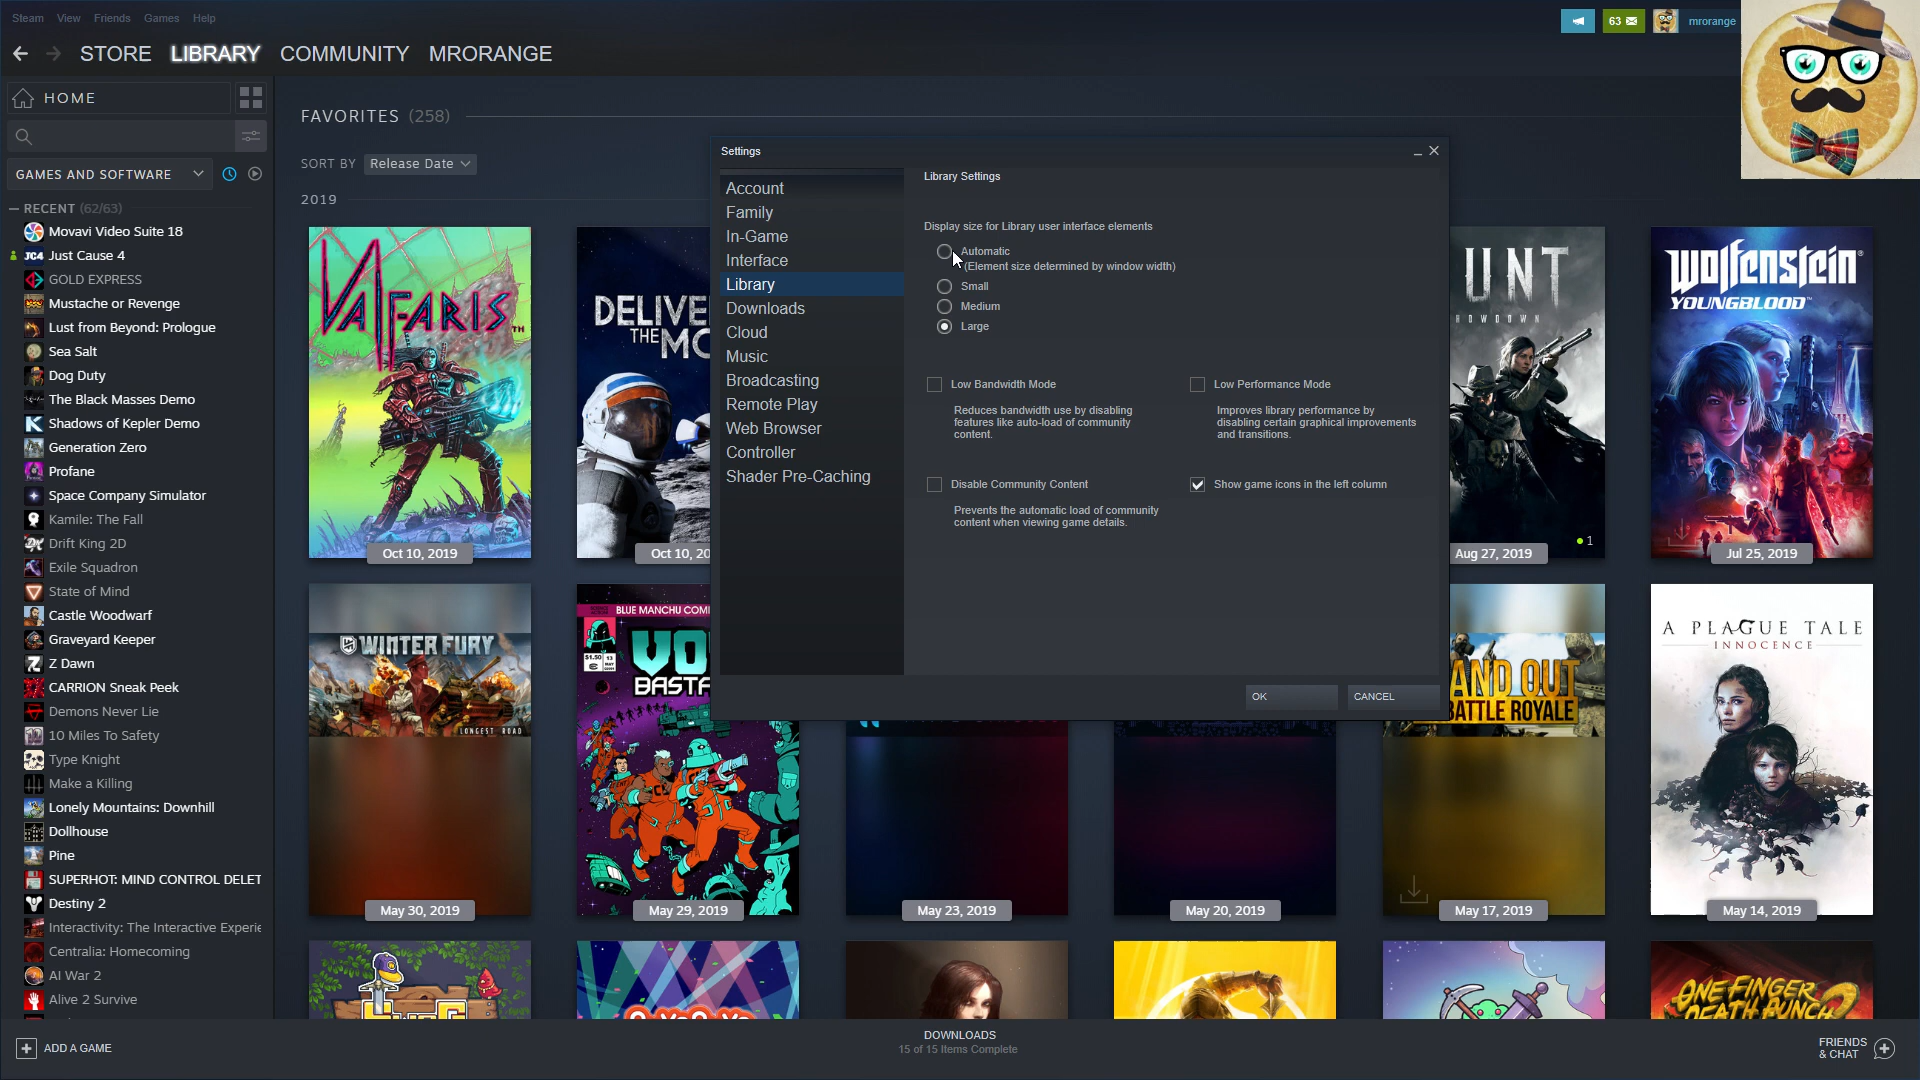 Steam View Friends Games Help
63
mrorange
STORE LIBRARY COMMUNITY MRORANGE
HOME
GAMES AND SOFTWARE
— RECENT (62/63)
Movavi Video Suite 18
JC4 Just Cause 4
GOLD EXPRESS
Mustache or Revenge
Lust from Beyond: Prologue
Sea Salt
Dog Duty
The Black Masses Demo
Shadows of Kepler Demo
Generation Zero
Profane
Space Company Simulator
Kamile: The Fall
Drift King 2D
Exile Squadron
State of Mind
Castle Woodwarf
Graveyard Keeper
Z Dawn
CARRION Sneak Peek
Demons Never Lie
10 Miles To Safety
Type Knight
Make a Killing
Lonely Mountains: Downhill
Dollhouse
Pine
SUPERHOT: MIND CONTROL DELET
Destiny 2
Interactivity: The Interactive Experie
Centralia: Homecoming
AI War 2
Alive 2 Survive
FAVORITES (258)
SORT BY Release Date
2019
VALFARIS TM
Oct 10, 2019
DELIVE
THE MO
Oct 10, 20
UNT
HOWDOWN
1
Aug 27, 2019
Wolfenstein
YOUNGBLOOD
Jul 25, 2019
WINTER FURY
LONGEST ROAD
May 30, 2019
BLUE MANCHU COMI
$1.50
13
MAY
VO
BASTA
May 29, 2019
May 23, 2019
May 20, 2019
AND OUT
BATTLE ROYALE
May 17, 2019
A PLAGUE TALE
INNOCENCE
May 14, 2019
ONE FINGER
DEATH PUNCH 2
Settings
Account
Family
In-Game
Interface
Library
Downloads
Cloud
Music
Broadcasting
Remote Play
Web Browser
Controller
Shader Pre-Caching
Library Settings
Display size for Library user interface elements
Automatic
(Element size determined by window width)
Small
Medium
Large
Low Bandwidth Mode
Reduces bandwidth use by disabling
features like auto-load of community
content.
Low Performance Mode
Improves library performance by
disabling certain graphical improvements
and transitions.
Disable Community Content
Prevents the automatic load of community
content when viewing game details.
Show game icons in the left column
OK CANCEL
ADD A GAME
DOWNLOADS
15 of 15 Items Complete
FRIENDS
& CHAT